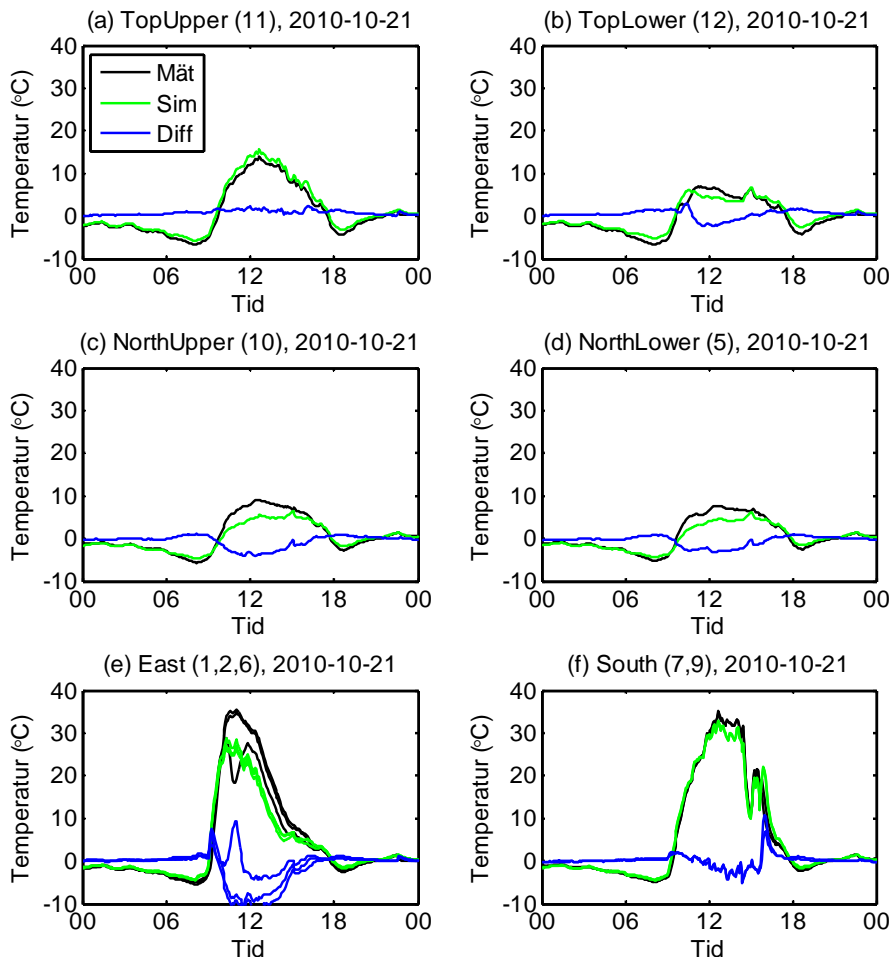 (a) TopUpper (11), 2010-10-21
40
30
20
10
0
-10
Temperatur (°C)
Mät
Sim
Diff
00 06 12 18 00
Tid
(b) TopLower (12), 2010-10-21
40
30
20
10
0
-10
Temperatur (°C)
00 06 12 18 00
Tid
(c) NorthUpper (10), 2010-10-21
40
30
20
10
0
-10
Temperatur (°C)
00 06 12 18 00
Tid
(d) NorthLower (5), 2010-10-21
40
30
20
10
0
-10
Temperatur (°C)
00 06 12 18 00
Tid
(e) East (1,2,6), 2010-10-21
40
30
20
10
0
-10
Temperatur (°C)
00 06 12 18 00
Tid
(f) South (7,9), 2010-10-21
40
30
20
10
0
-10
Temperatur (°C)
00 06 12 18 00
Tid